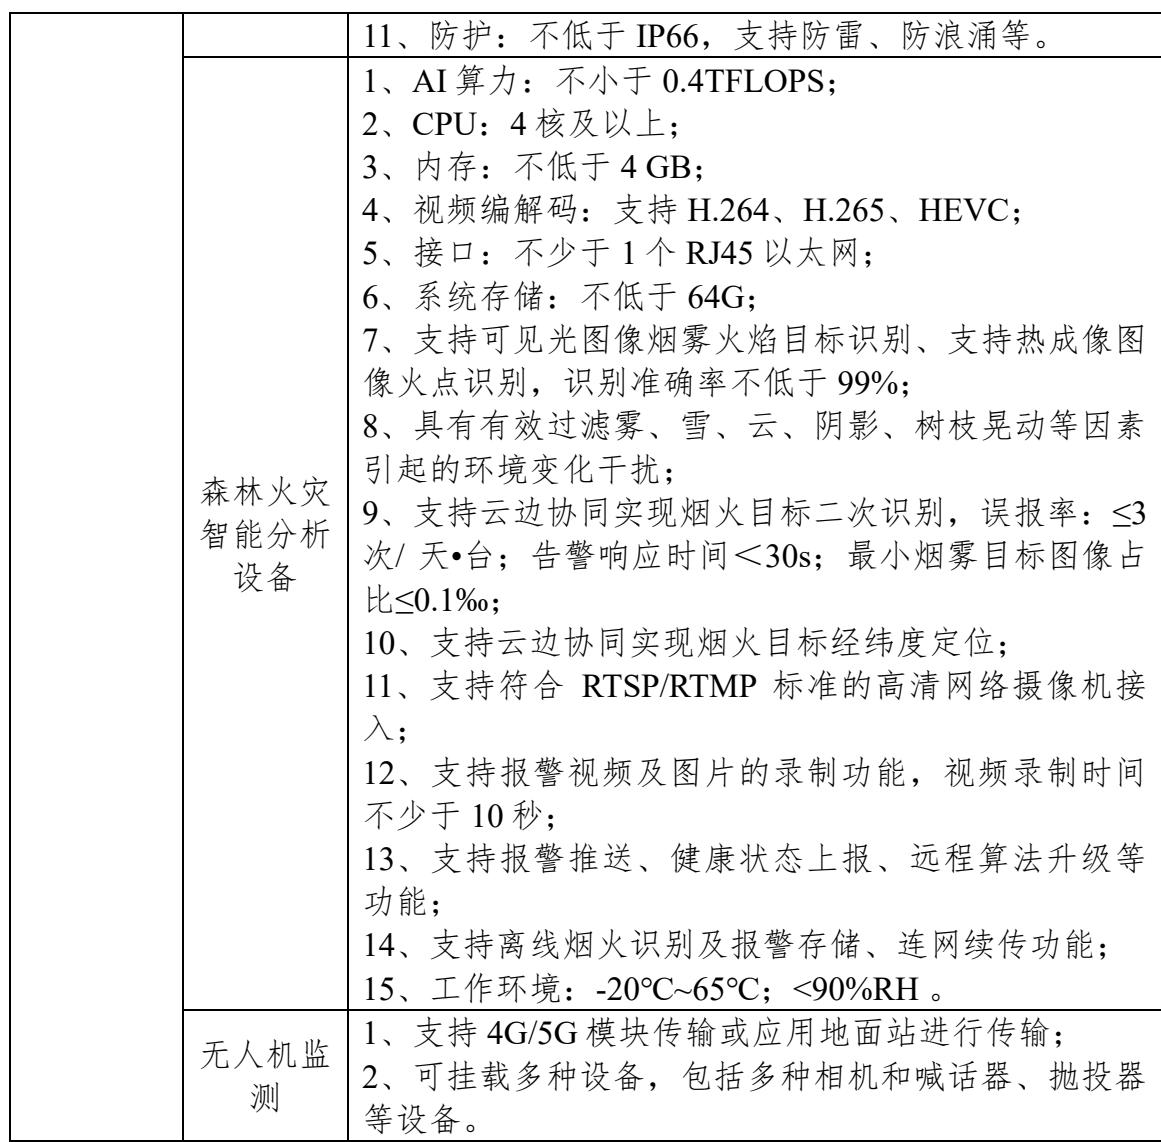 11、防护：不低于 IP66，支持防雷、防浪涌等。
森林火灾
智能分析
设备
1、AI 算力：不小于 0.4TFLOPS；
2、CPU：4 核及以上；
3、内存：不低于 4 GB；
4、视频编解码：支持 H.264、H.265、HEVC；
5、接口：不少于 1 个 RJ45 以太网；
6、系统存储：不低于 64G；
7、支持可见光图像烟雾火焰目标识别、支持热成像图
像火点识别，识别准确率不低于 99%；
8、具有有效过滤雾、雪、云、阴影、树枝晃动等因素
引起的环境变化干扰；
9、支持云边协同实现烟火目标二次识别，误报率：≤3
次/ 天•台；告警响应时间＜30s；最小烟雾目标图像占
比≤0.1‰；
10、支持云边协同实现烟火目标经纬度定位；
11、支持符合 RTSP/RTMP 标准的高清网络摄像机接
入；
12、支持报警视频及图片的录制功能，视频录制时间
不少于 10 秒；
13、支持报警推送、健康状态上报、远程算法升级等
功能；
14、支持离线烟火识别及报警存储、连网续传功能；
15、工作环境：-20℃~65℃；<90%RH 。
无人机监
测
1、支持 4G/5G 模块传输或应用地面站进行传输；
2、可挂载多种设备，包括多种相机和喊话器、抛投器
等设备。